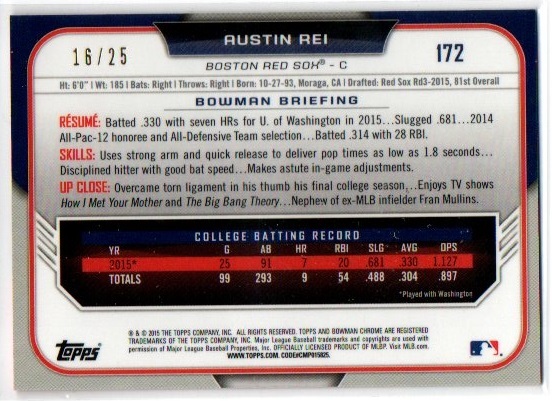 AUSTIN REI
16/25
BOSTON RED SOX® - C
172
Ht: 6'0" | Wt: 185 | Bats: Right | Throws: Right | Born: 10-27-93, Moraga, CA | Drafted: Red Sox Rd3-2015, 81st Overall
BOWMAN BRIEFING
RÉSUMÉ: Batted .330 with seven HRs for U. of Washington in 2015...Slugged .681...2014
All-Pac-12 honoree and All-Defensive Team selection...Batted .314 with 28 RBI.
SKILLS: Uses strong arm and quick release to deliver pop times as low as 1.8 seconds...
Disciplined hitter with good bat speed...Makes astute in-game adjustments.
UP CLOSE: Overcame torn ligament in his thumb his final college season...Enjoys TV shows
How I Met Your Mother and The Big Bang Theory...Nephew of ex-MLB infielder Fran Mullins.
COLLEGE BATTING RECORD
YR G AB HR RBI SLG AVG OPS
2015* 25 91 7 20 .681 .330 1.127
TOTALS 99 293 9 54 .488 .304 .897
*Played with Washington
® & © 2015 THE TOPPS COMPANY, INC. ALL RIGHTS RESERVED. TOPPS AND BOWMAN CHROME ARE REGISTERED
TRADEMARKS OF THE TOPPS COMPANY, INC. Major League Baseball trademarks and copyrights are used with
permission of Major League Baseball Properties, Inc. OFFICIALLY LICENSED PRODUCT OF MLBP. Visit MLB.com.
WWW.TOPPS.COM. CODE#CMP015825.
TOPPS